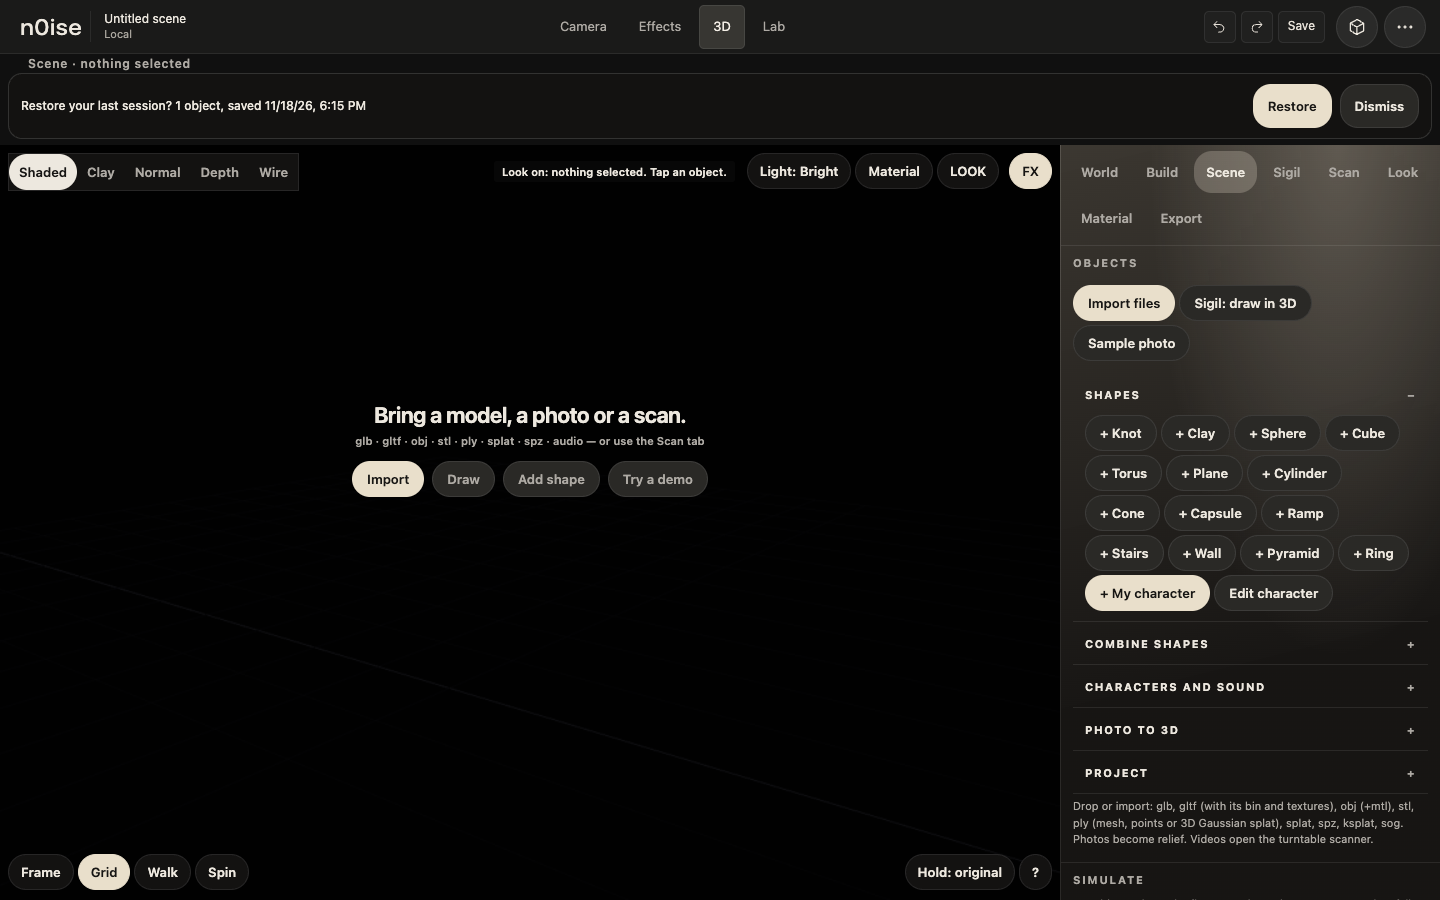 n0ise
Untitled scene
Local
Camera Effects 3D Lab
Save
Scene · nothing selected
Restore your last session? 1 object, saved 11/18/26, 6:15 PM
Restore Dismiss
Shaded Clay Normal Depth Wire
Look on: nothing selected. Tap an object.
Light: Bright Material LOOK FX
World Build Scene Sigil Scan Look
Material Export
OBJECTS
Import files Sigil: draw in 3D
Sample photo
SHAPES −
+ Knot + Clay + Sphere + Cube
+ Torus + Plane + Cylinder
+ Cone + Capsule + Ramp
+ Stairs + Wall + Pyramid + Ring
+ My character Edit character
COMBINE SHAPES +
CHARACTERS AND SOUND +
PHOTO TO 3D +
PROJECT +
Drop or import: glb, gltf (with its bin and textures), obj (+mtl), stl,
ply (mesh, points or 3D Gaussian splat), splat, spz, ksplat, sog.
Photos become relief. Videos open the turntable scanner.
SIMULATE
Bring a model, a photo or a scan.
glb · gltf · obj · stl · ply · splat · spz · audio — or use the Scan tab
Import Draw Add shape Try a demo
Frame Grid Walk Spin
Hold: original ?